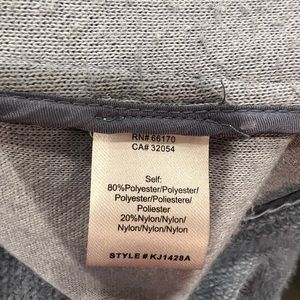 RN# 66170
CA# 32054
Self:
80%Polyester/Polyester/
Polyester/Poliestere/
Poliester
20%Nylon/Nylon/
Nylon/Nylon/Nylon
STYLE # KJ1428A